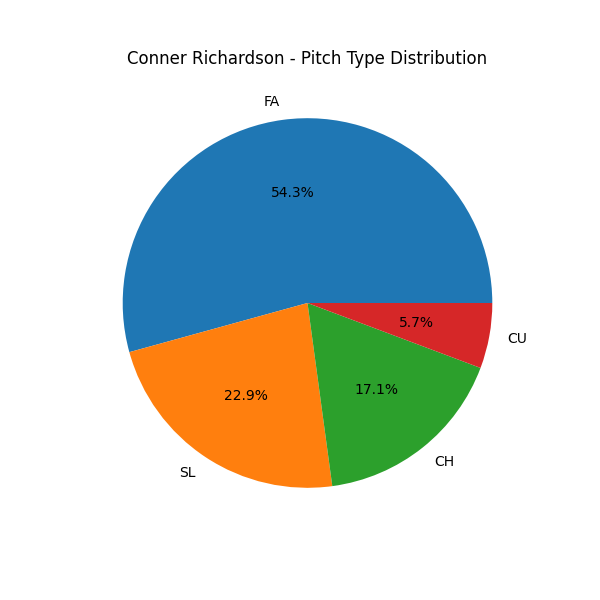 Conner Richardson - Pitch Type Distribution
FA
54.3%
5.7%
CU
22.9%
17.1%
SL
CH